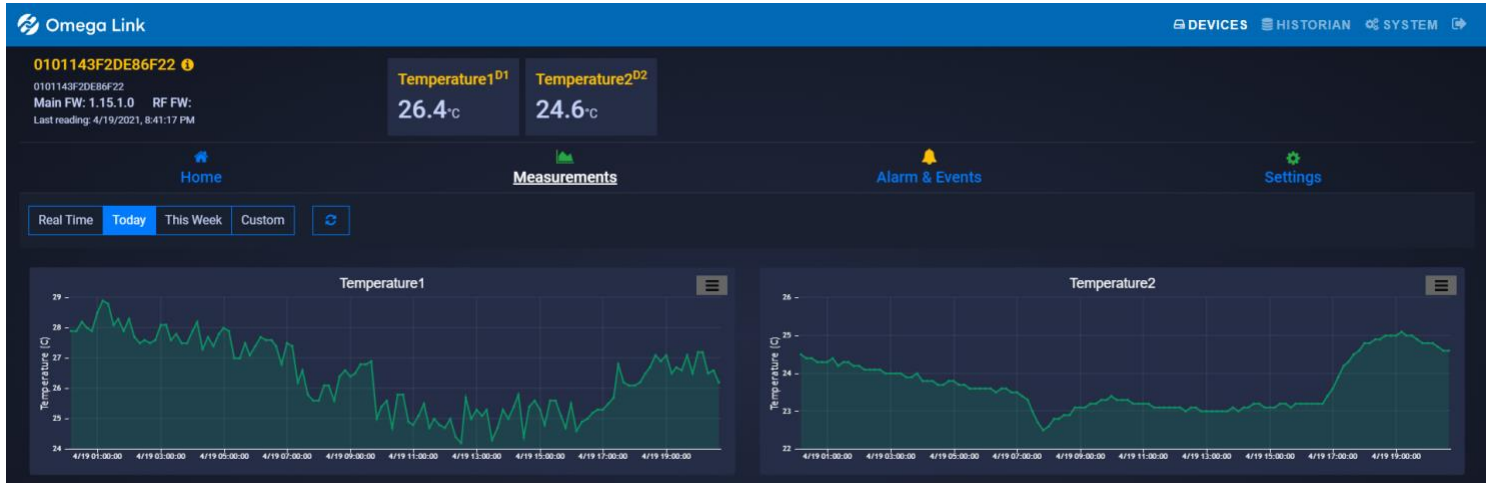 Omega Link
DEVICES HISTORIAN SYSTEM
0101143F2DE86F22
0101143F2DE86F22
Main FW: 1.15.1.0 RF FW:
Last reading: 4/19/2021, 8:41:17 PM
Temperature1D1
26.4°C
Temperature2D2
24.6°C
Home
Measurements
Alarm & Events
Settings
Real Time Today This Week Custom
Temperature1
Temperature (C)
29
28
27
26
25
24
4/19 01:00:00 4/19 03:00:00 4/19 05:00:00 4/19 07:00:00 4/19 09:00:00 4/19 11:00:00 4/19 13:00:00 4/19 15:00:00 4/19 17:00:00 4/19 19:00:00
Temperature2
Temperature (C)
26
25
24
23
22
4/19 01:00:00 4/19 03:00:00 4/19 05:00:00 4/19 07:00:00 4/19 09:00:00 4/19 11:00:00 4/19 13:00:00 4/19 15:00:00 4/19 17:00:00 4/19 19:00:00